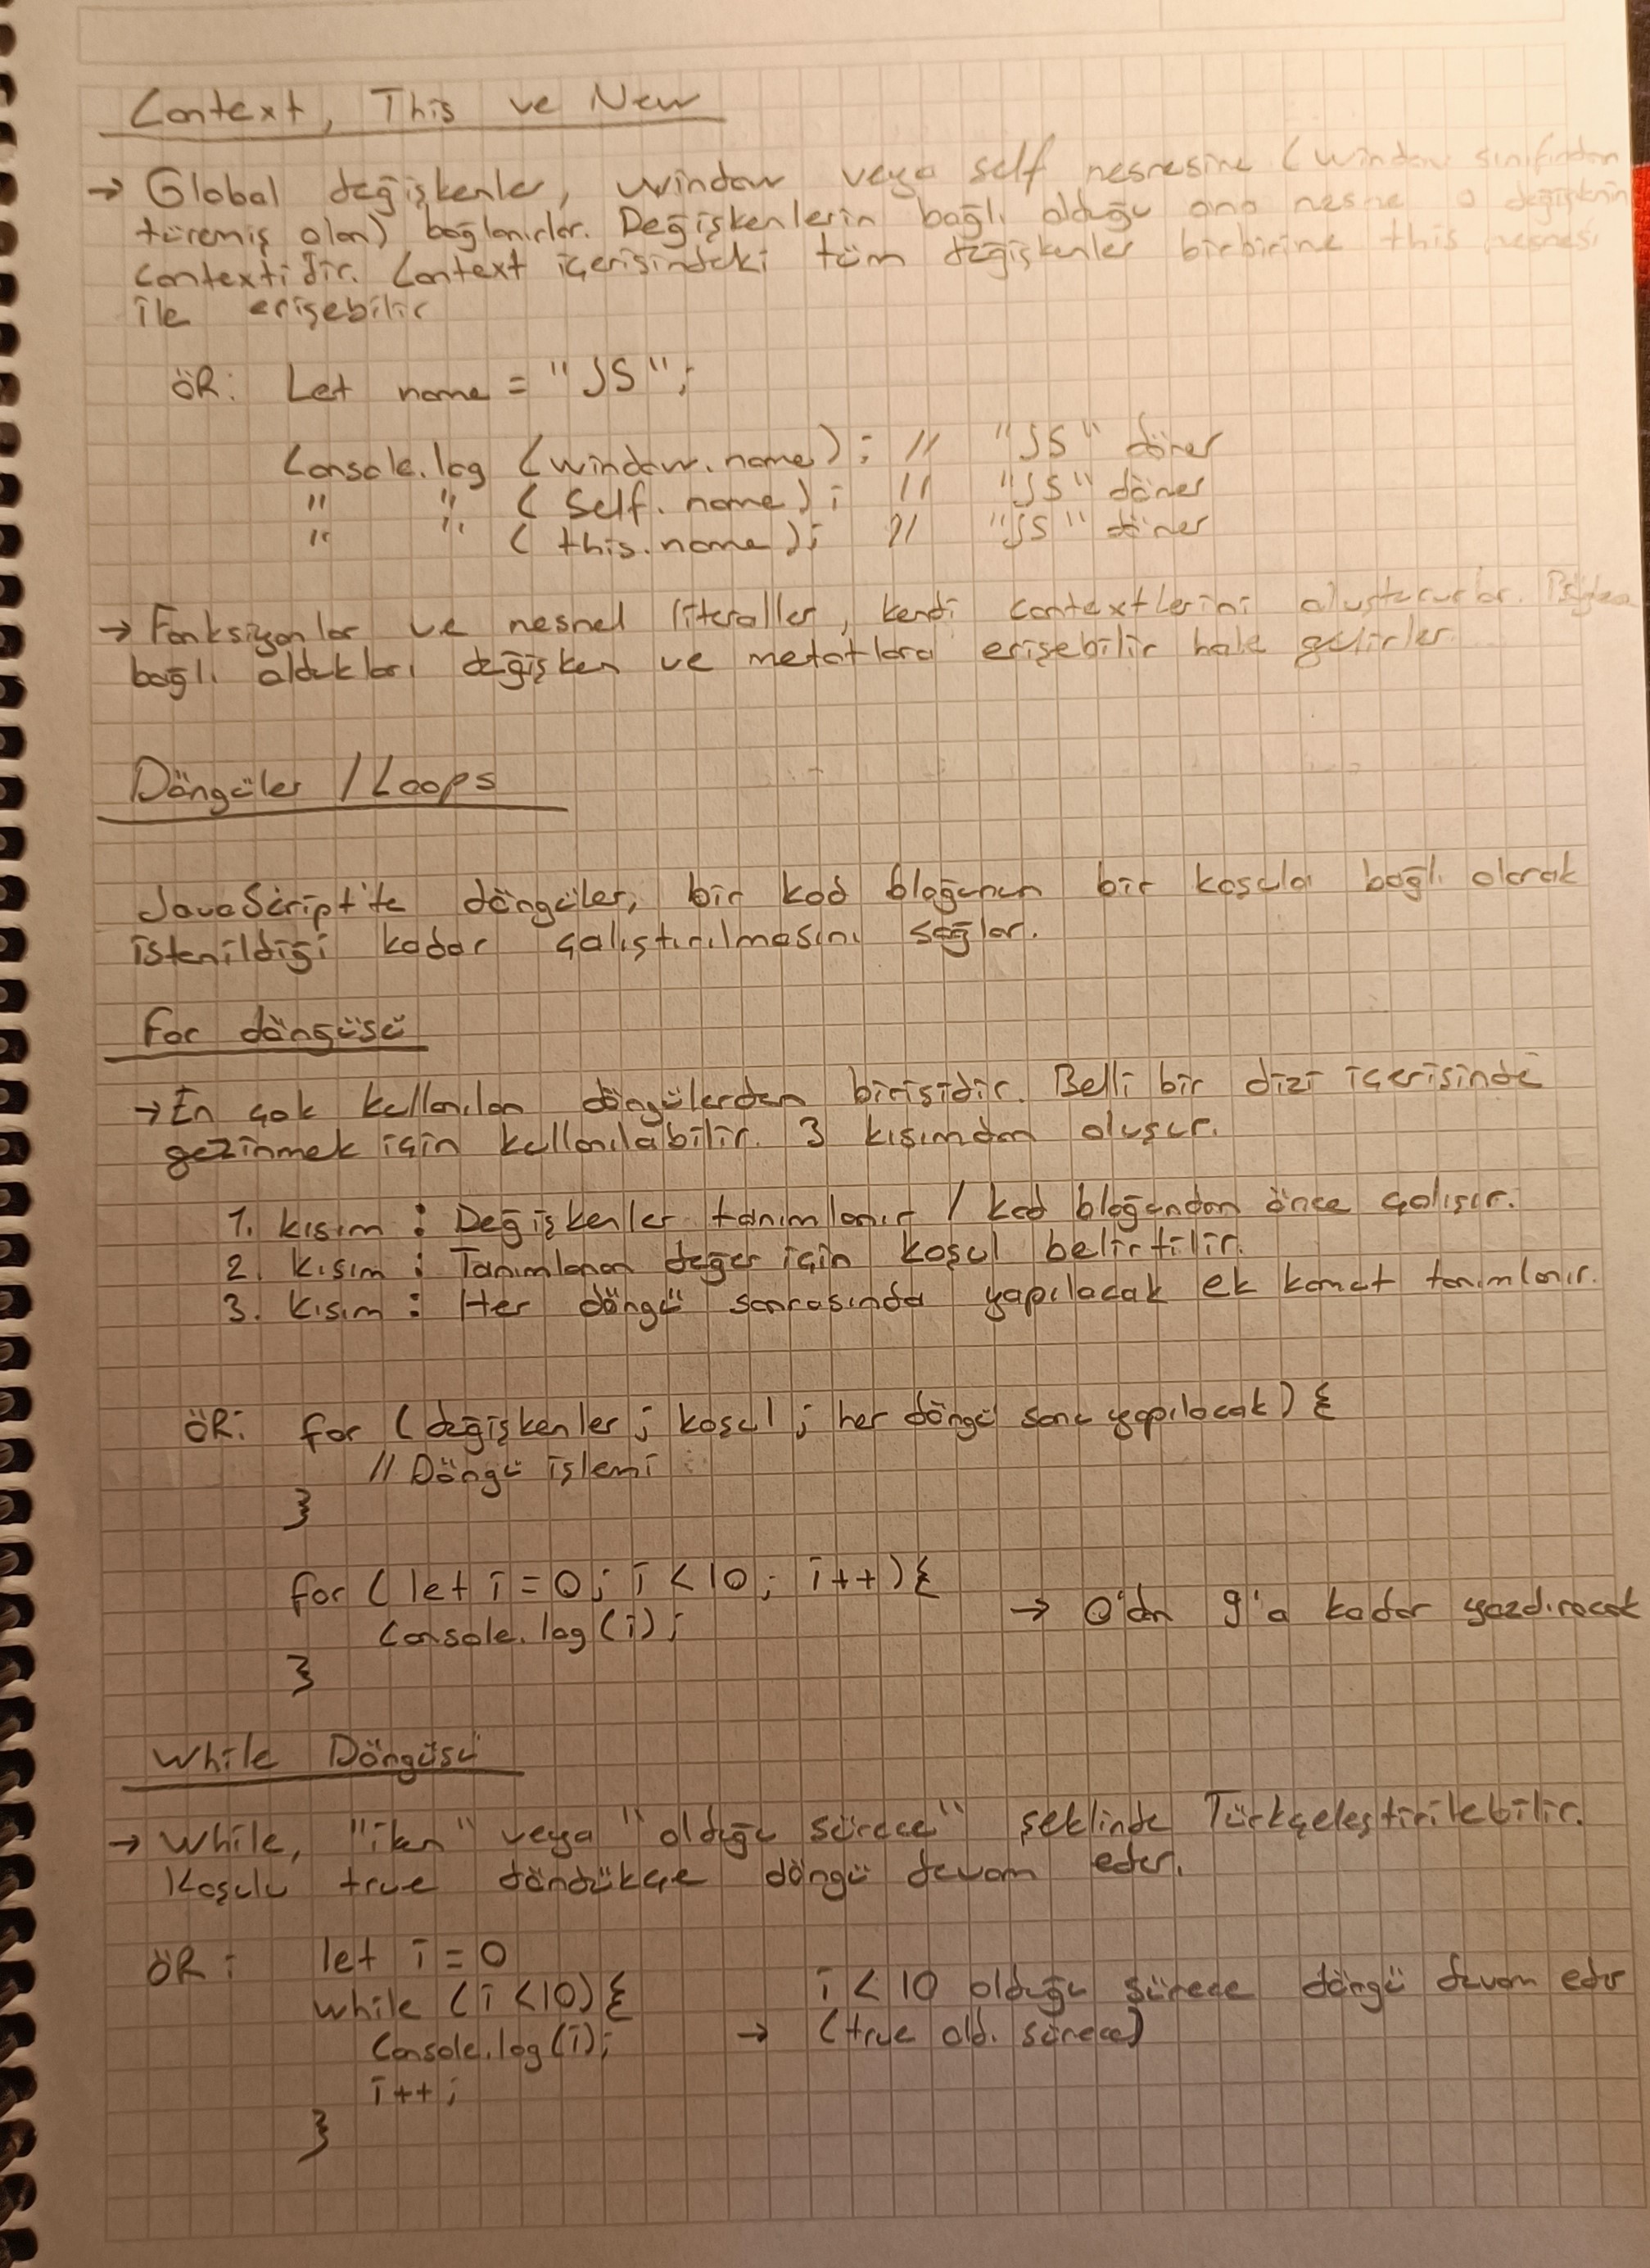 Context, This ve New
→ Global değişkenler, window veya self nesnesine (window sınıfından
türemiş olan) bağlanırlar. Değişkenlerin bağlı olduğu ana nesne o değişkenin
contextidir. Context içerisindeki tüm değişkenler birbirine this nesnesi
ile erişebilir
ÖR: Let name = "JS";
Console.log (window.name); // "JS" döner
" " (Self.name); // "JS" döner
" " (this.name); // "JS" döner
→ Fonksiyonlar ve nesnel literaller, kendi contextlerini oluştururlar. Böylece
bağlı oldukları değişken ve metotlara erişebilir hale gelirler.
Döngüler / Loops
JavaScript'te döngüler, bir kod bloğunun bir koşula bağlı olarak
istenildiği kadar çalıştırılmasını sağlar.
For döngüsü
→ En çok kullanılan döngülerden birisidir. Belli bir dizi içerisinde
gezinmek için kullanılabilir. 3 kısımdan oluşur.
1. kısım : Değişkenler tanımlanır / kod bloğundan önce çalışır.
2. kısım : Tanımlanan değer için koşul belirtilir.
3. kısım : Her döngü sonrasında yapılacak ek komut tanımlanır.
ÖR: for (değişkenler ; koşul ; her döngü sonu yapılacak) {
// Döngü işlemi
}
for ( let i = 0; i < 10; i++){
Console.log(i); → 0'dan 9'a kadar yazdıracak
}
While Döngüsü
→ While, "iken" veya "olduğu sürece" şeklinde Türkçeleştirilebilir.
Koşulu true döndükçe döngü devam eder.
ÖR : let i = 0
while (i <10) { i < 10 olduğu sürece döngü devam eder
Console.log(i); → (true old. sürece)
i++ ;
}